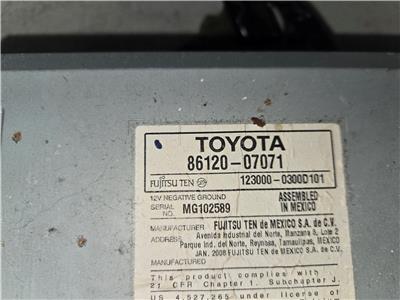 TOYOTA
86120-07071
FUJITSU TEN
123000-0300D101
12V NEGATIVE GROUND
SERIAL NO. MG102589
ASSEMBLED IN MEXICO
MANUFACTURER FUJITSU TEN DE MEXICO S.A. DE C.V.
ADDRESS Avenida Industrial del Norte, Manzana 8, Lote 2
Parque Ind. del Norte, Reynosa, Tamaulipas, MEXICO
JAN. 2008 FUJITSU TEN DE MEXICO S.A. DE C.V.
This product complies with
21 CFR Chapter 1. Subchapter J.
US 4,527,265 under license of